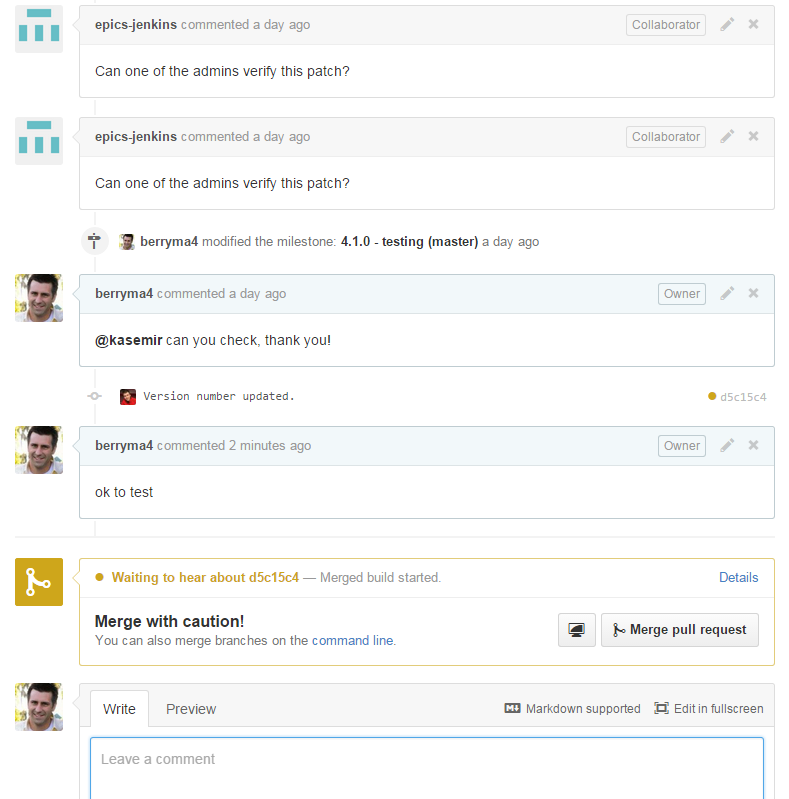 epics-jenkins commented a day ago Collaborator
Can one of the admins verify this patch?
epics-jenkins commented a day ago Collaborator
Can one of the admins verify this patch?
berryma4 modified the milestone: 4.1.0 - testing (master) a day ago
berryma4 commented a day ago Owner
@kasemir can you check, thank you!
Version number updated. d5c15c4
berryma4 commented 2 minutes ago Owner
ok to test
Waiting to hear about d5c15c4 — Merged build started. Details
Merge with caution!
You can also merge branches on the command line.
Merge pull request
Write Preview Markdown supported Edit in fullscreen
Leave a comment